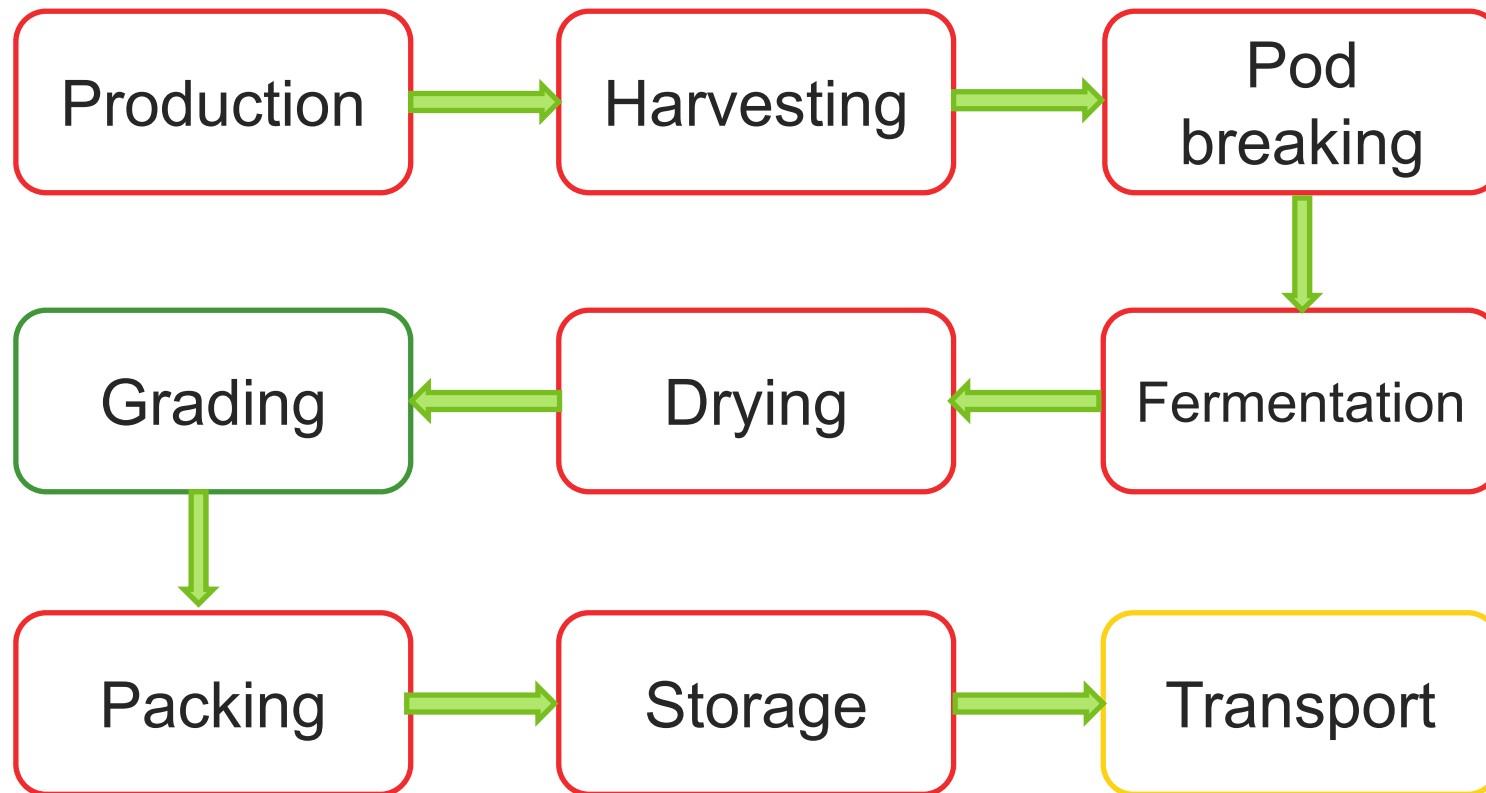 Production
Harvesting
Pod
breaking
Fermentation
Drying
Grading
Packing
Storage
Transport